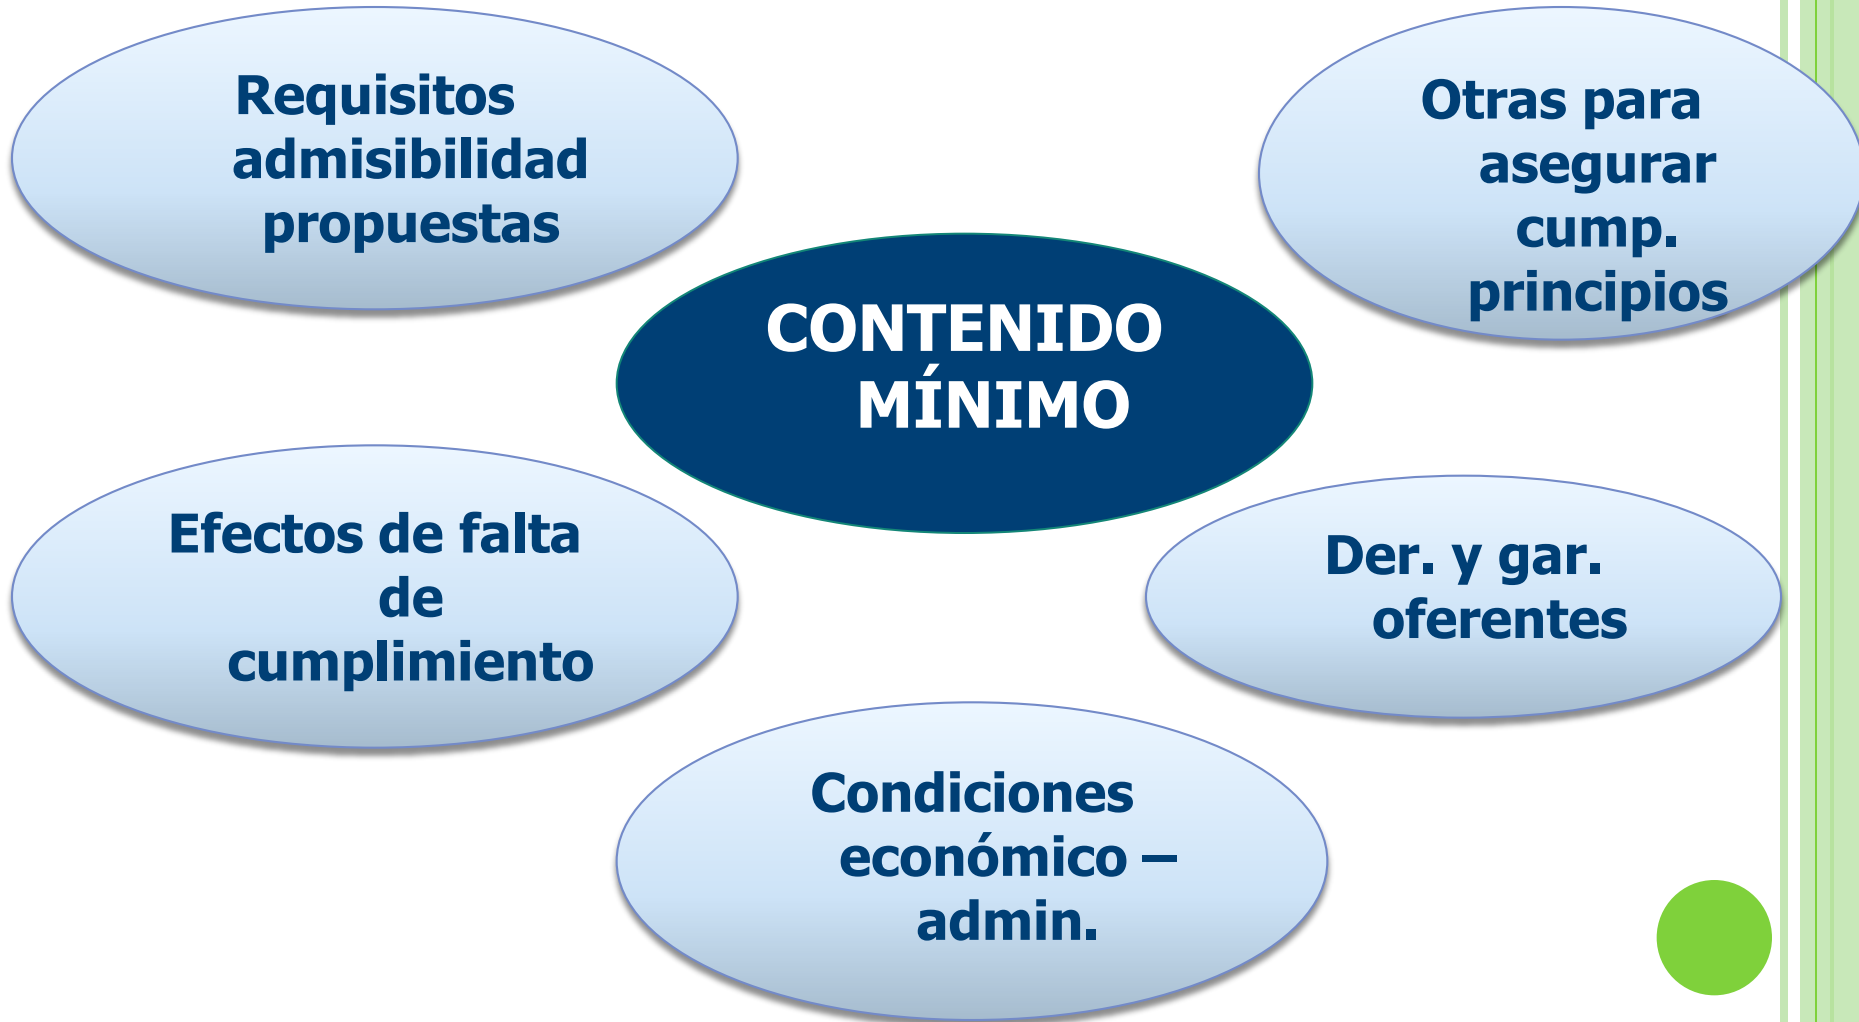 Requisitos
admisibilidad
propuestas
Otras para
asegurar
cump.
principios
CONTENIDO
MÍNIMO
Efectos de falta
de
cumplimiento
Der. y gar.
oferentes
Condiciones
económico –
admin.